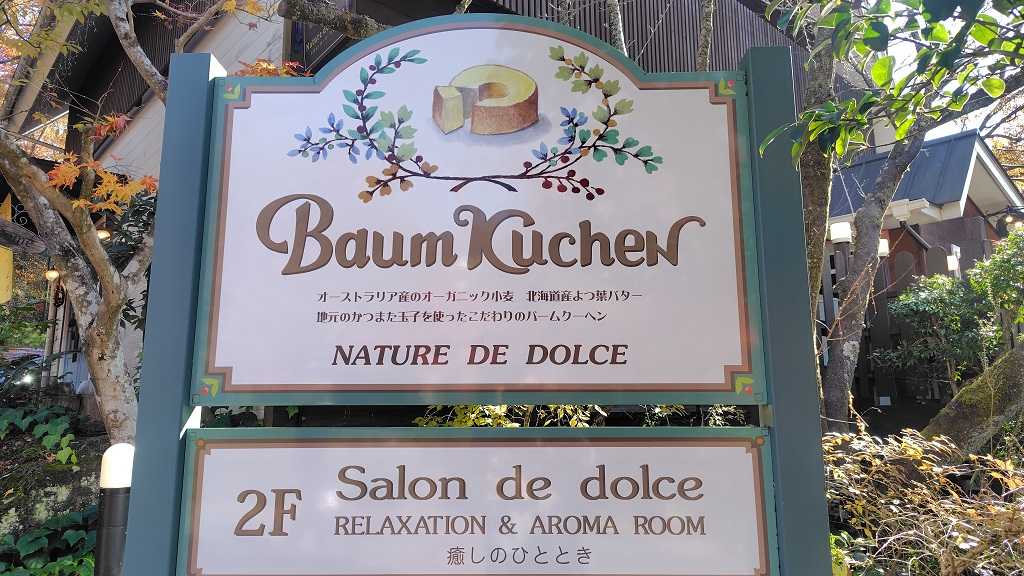 Baum Kuchen
オーストラリア産のオーガニック小麦　北海道産よつ葉バター
地元のかつまた玉子を使ったこだわりのバームクーヘン
NATURE DE DOLCE
2F Salon de dolce
RELAXATION & AROMA ROOM
癒しのひととき